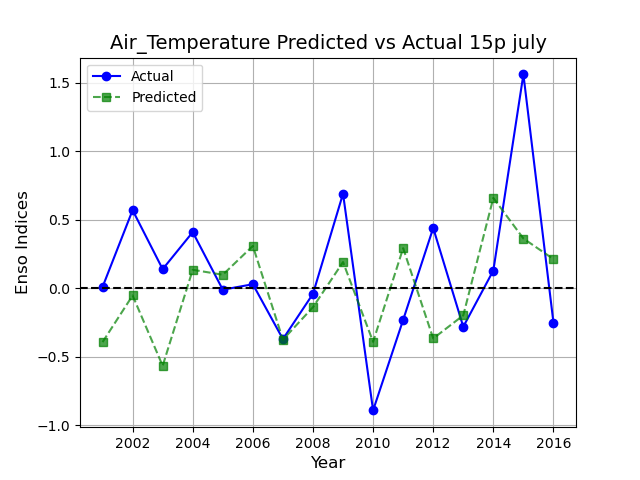 Air_Temperature Predicted vs Actual 15p july
Actual
Predicted
Enso Indices
1.5
1.0
0.5
0.0
−0.5
−1.0
2002 2004 2006 2008 2010 2012 2014 2016
Year